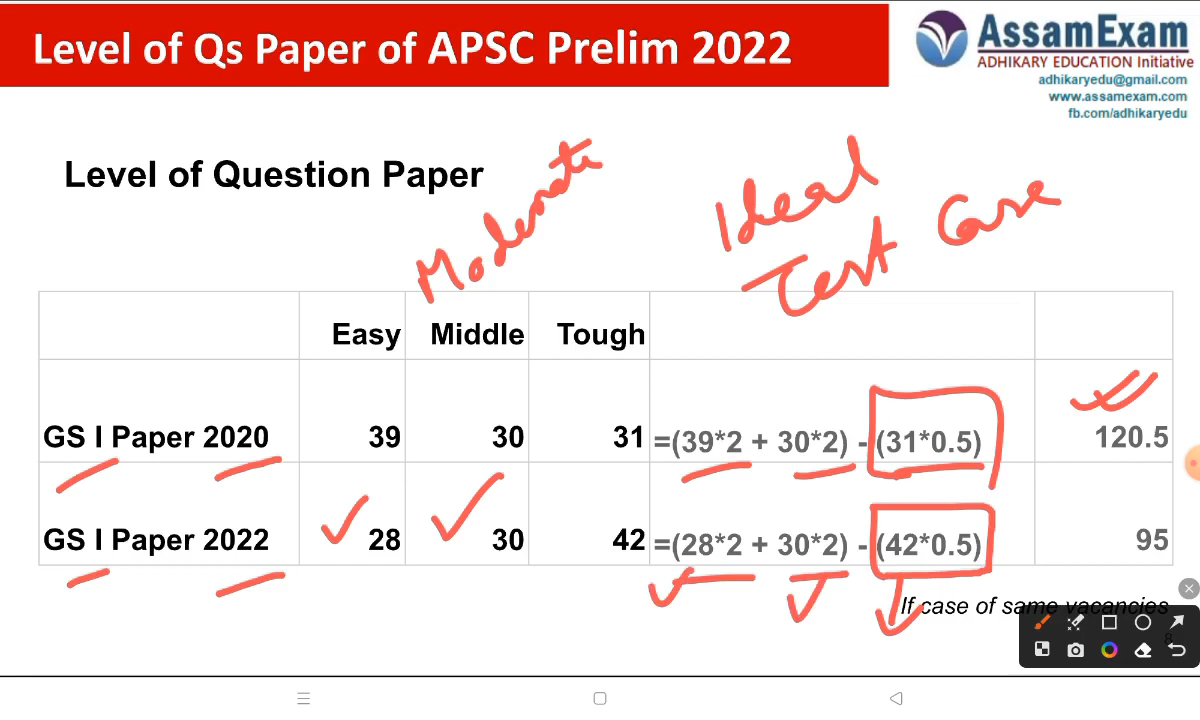 Level of Qs Paper of APSC Prelim 2022
AssamExam
ADHIKARY EDUCATION Initiative
adhikaryedu@gmail.com
www.assamexam.com
fb.com/adhikaryedu
Level of Question Paper
Moderate
Ideal
Test Case
Easy Middle Tough
GS I Paper 2020 39 30 31 =(39*2 + 30*2) - (31*0.5) 120.5
GS I Paper 2022 28 30 42 =(28*2 + 30*2) - (42*0.5) 95
If case of same vacancies
8